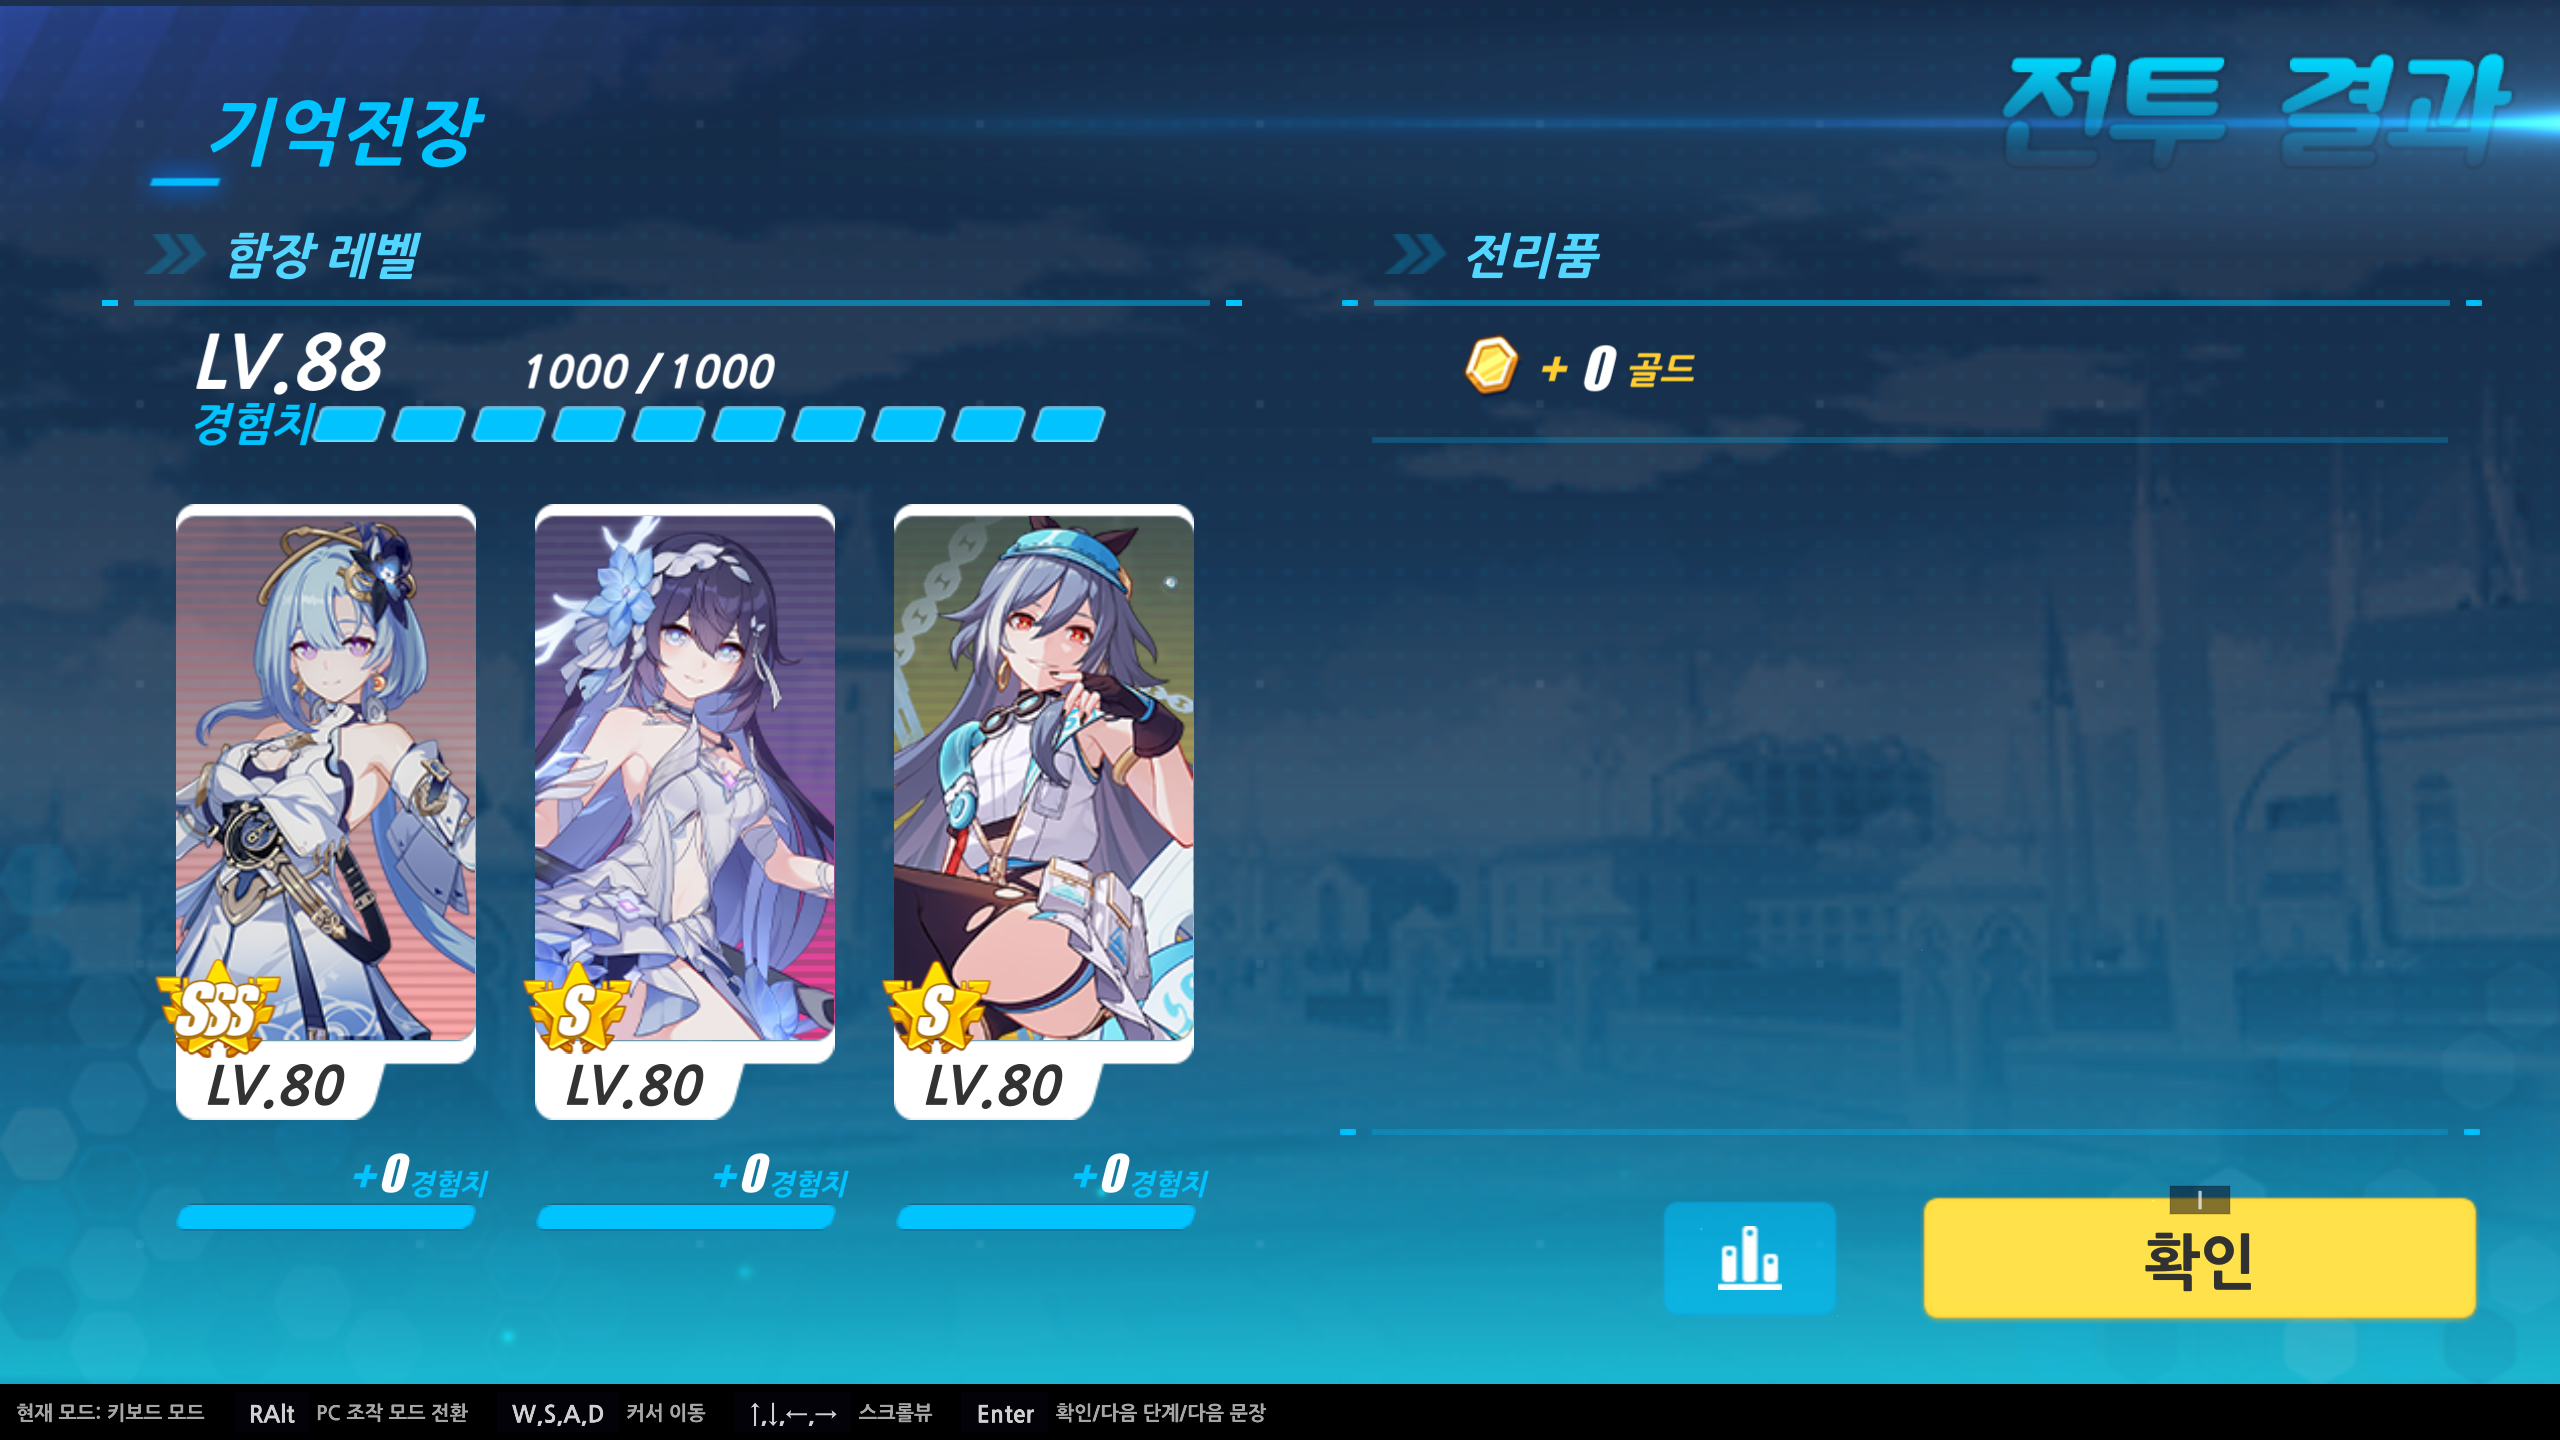 전투 결과
기억전장
함장 레벨
LV.88 1000/1000
경험치
전리품
+ 0 골드
SSS
LV.80
+0 경험치
S
LV.80
+0 경험치
S
LV.80
+0 경험치
I
확인
현재 모드: 키보드 모드 RAlt PC 조작 모드 전환 W,S,A,D 커서 이동 ↑,↓,←,→ 스크롤뷰 Enter 확인/다음 단계/다음 문장